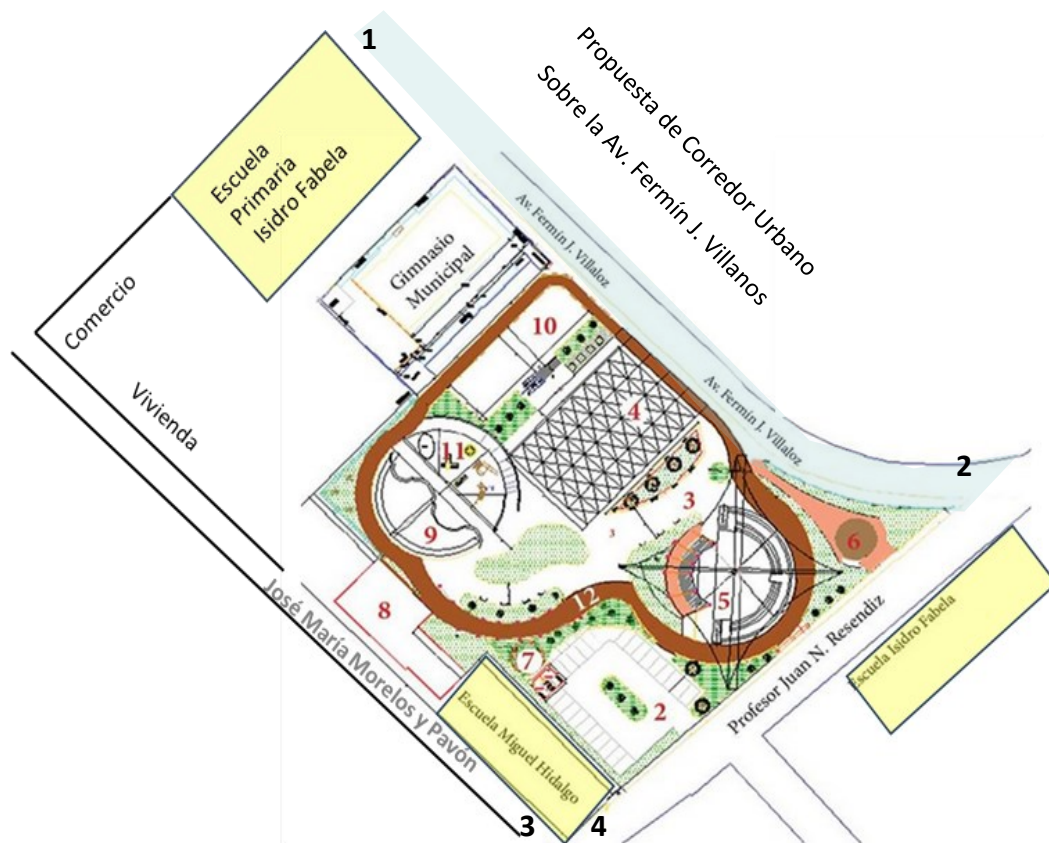 1
Propuesta de Corredor Urbano
Sobre la Av. Fermín J. Villanos
Escuela
Primaria
Isidro Fabela
Comercio
Vivienda
Gimnasio
Municipal
Av. Fermín J. Villaloz
Av. Fermín J. Villaloz
2
10
4
11
9
3
3
6
5
12
8
7
2
José María Morelos y Pavón
Escuela Miguel Hidalgo
Profesor Juan N. Resendiz
Escuela Isidro Fabela
3
4